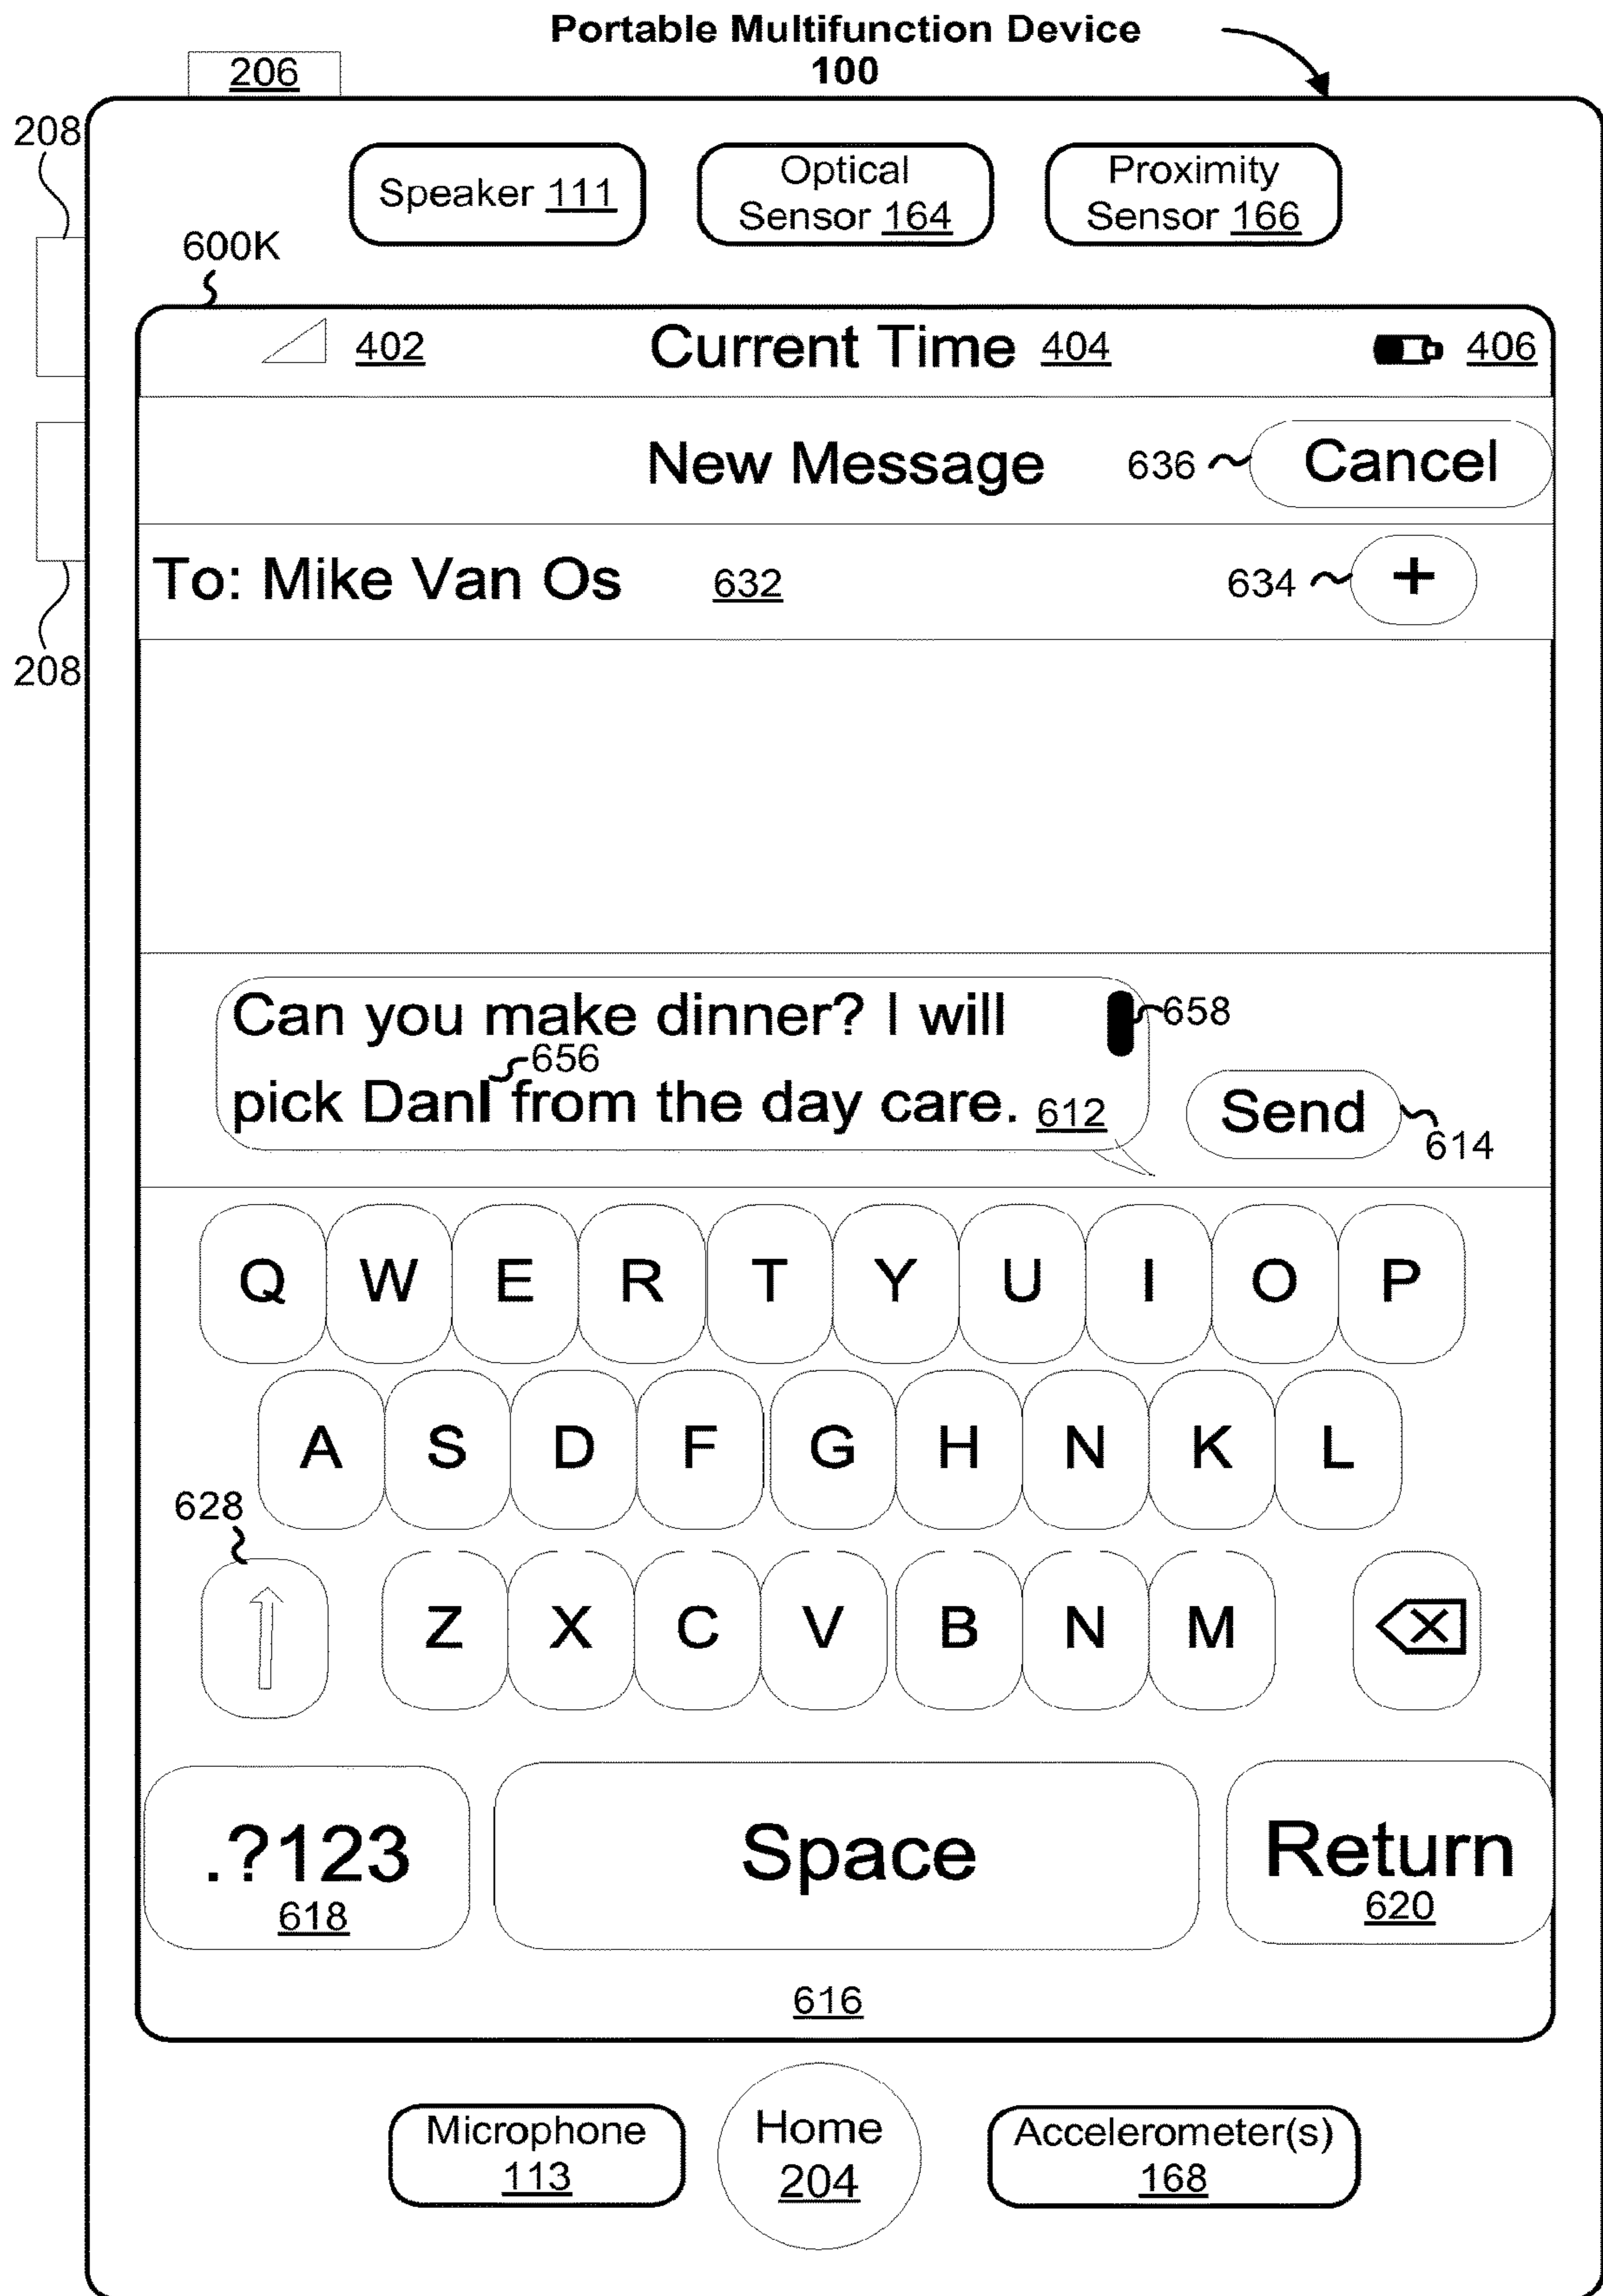 Portable Multifunction Device
100
206
208
Speaker 111
Optical
Sensor 164
Proximity
Sensor 166
600K
402 Current Time 404 406
New Message 636 Cancel
To: Mike Van Os 632 634 +
208
Can you make dinner? I will 658
656
pick Dan from the day care. 612
Send
614
Q W E R T Y U I O P
A S D F G H N K L
628
Z X C V B N M
.?123
618
Space
Return
620
616
Microphone
113
Home
204
Accelerometer(s)
168